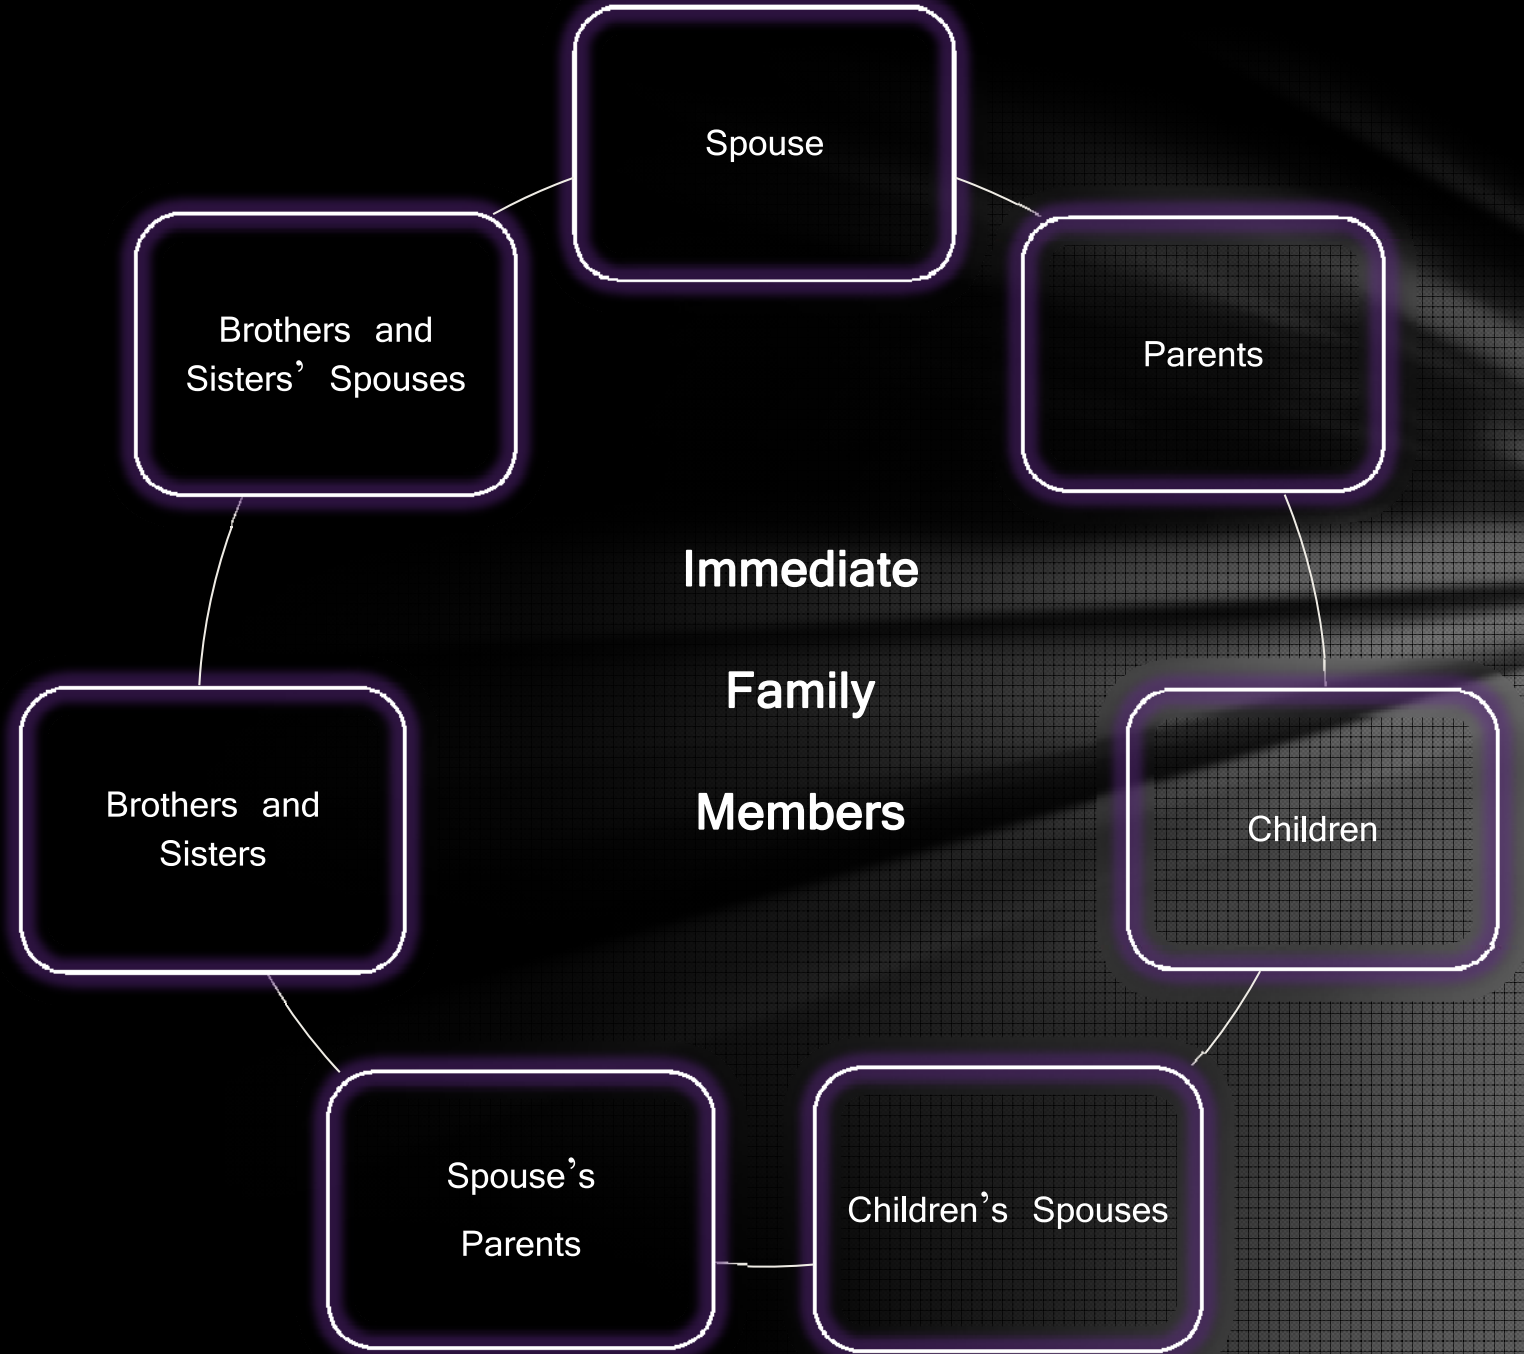 Spouse
Parents
Children
Children’s Spouses
Spouse’s
Parents
Brothers and
Sisters
Brothers and
Sisters’ Spouses
Immediate
Family
Members